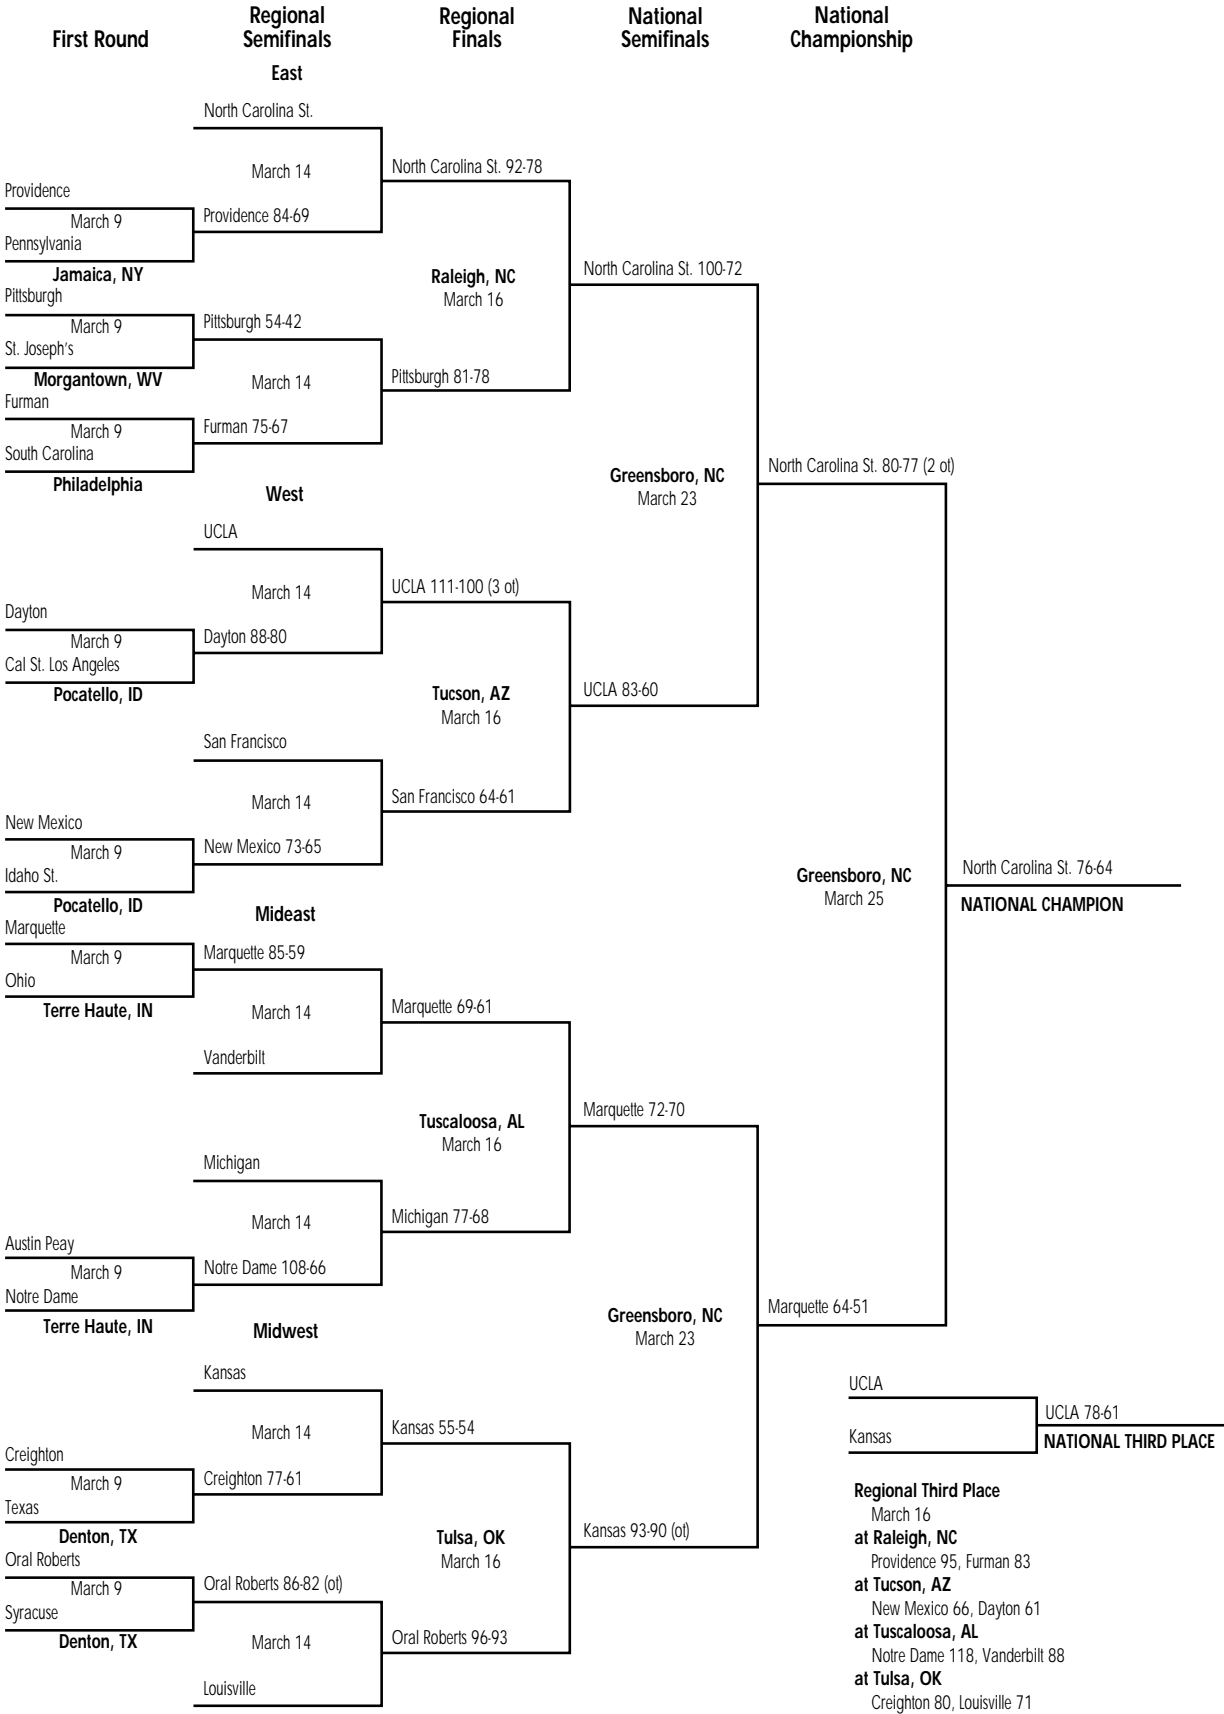 First Round
Regional
Semifinals
Regional
Finals
National
Semifinals
National
Championship
East
North Carolina St.
March 14
North Carolina St. 92-78
Providence
March 9
Providence 84-69
Pennsylvania
Jamaica, NY
Raleigh, NC
March 16
North Carolina St. 100-72
Pittsburgh
March 9
Pittsburgh 54-42
St. Joseph's
Morgantown, WV
March 14
Pittsburgh 81-78
Furman
March 9
Furman 75-67
South Carolina
Philadelphia
Greensboro, NC
March 23
North Carolina St. 80-77 (2 ot)
West
UCLA
March 14
UCLA 111-100 (3 ot)
Dayton
March 9
Dayton 88-80
Cal St. Los Angeles
Pocatello, ID
Tucson, AZ
March 16
UCLA 83-60
San Francisco
March 14
San Francisco 64-61
New Mexico
March 9
New Mexico 73-65
Idaho St.
Pocatello, ID
Greensboro, NC
March 25
North Carolina St. 76-64
NATIONAL CHAMPION
Mideast
Marquette
March 9
Marquette 85-59
Ohio
Terre Haute, IN
March 14
Marquette 69-61
Vanderbilt
Tuscaloosa, AL
March 16
Marquette 72-70
Michigan
March 14
Michigan 77-68
Austin Peay
March 9
Notre Dame 108-66
Notre Dame
Terre Haute, IN
Greensboro, NC
March 23
Marquette 64-51
Midwest
Kansas
March 14
Kansas 55-54
Creighton
March 9
Creighton 77-61
Texas
Denton, TX
Tulsa, OK
March 16
Kansas 93-90 (ot)
Oral Roberts
March 9
Oral Roberts 86-82 (ot)
Syracuse
Denton, TX
March 14
Oral Roberts 96-93
Louisville
UCLA
UCLA 78-61
Kansas
NATIONAL THIRD PLACE
Regional Third Place
March 16
at Raleigh, NC
Providence 95, Furman 83
at Tucson, AZ
New Mexico 66, Dayton 61
at Tuscaloosa, AL
Notre Dame 118, Vanderbilt 88
at Tulsa, OK
Creighton 80, Louisville 71